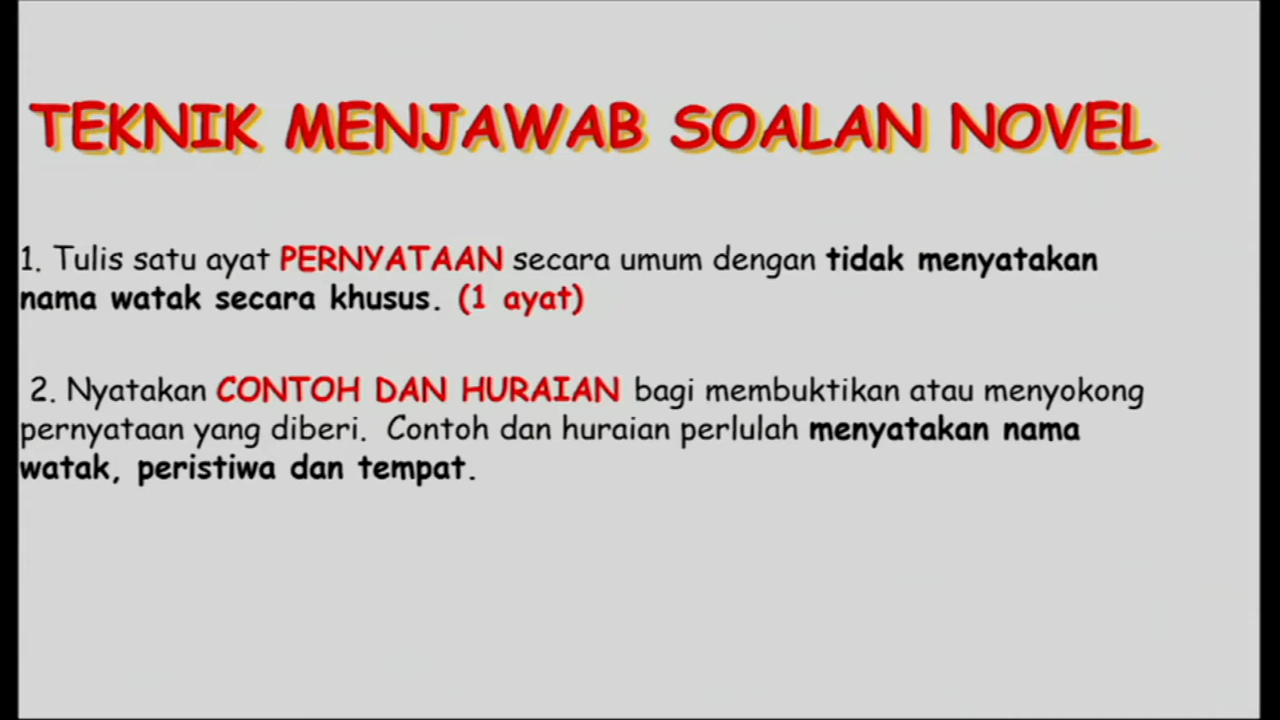 TEKNIK MENJAWAB SOALAN NOVEL
1. Tulis satu ayat PERNYATAAN secara umum dengan tidak menyatakan
nama watak secara khusus. (1 ayat)
2. Nyatakan CONTOH DAN HURAIAN bagi membuktikan atau menyokong
pernyataan yang diberi. Contoh dan huraian perlulah menyatakan nama
watak, peristiwa dan tempat.